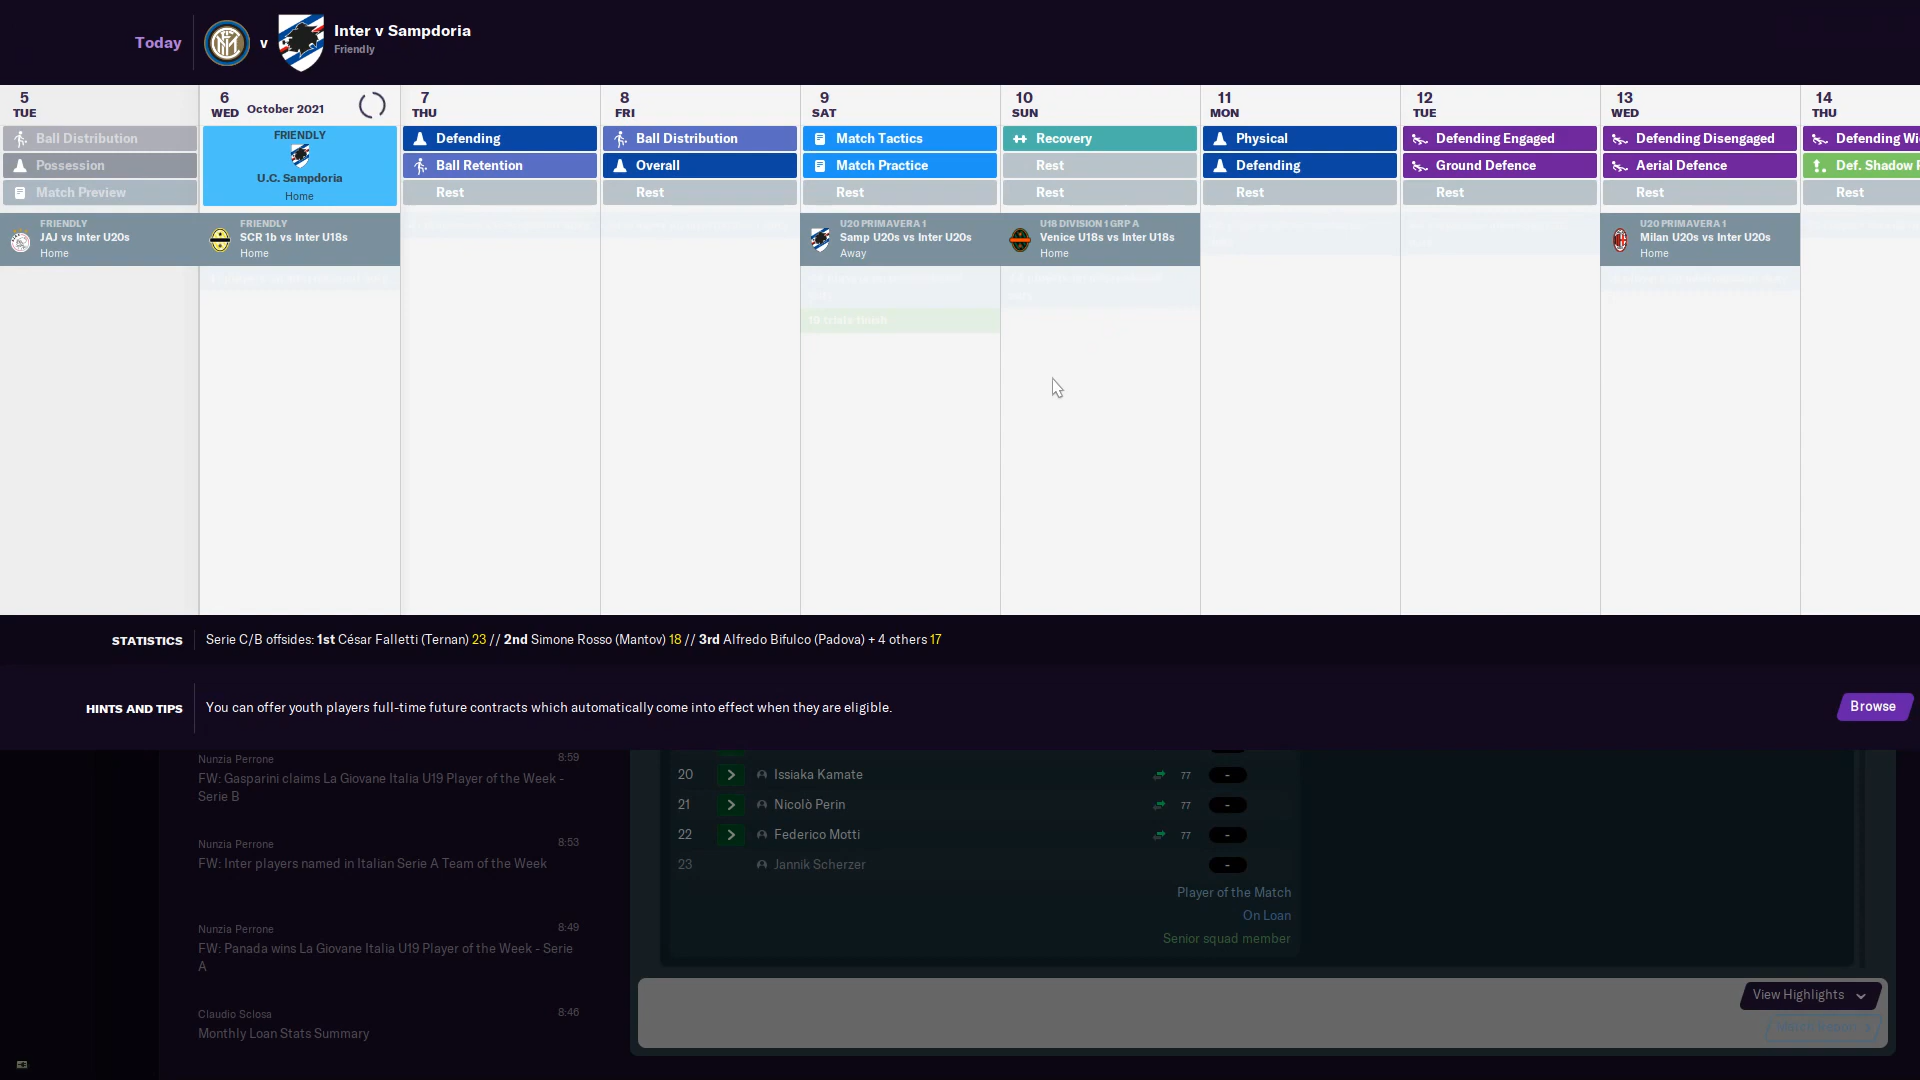 Today
v
Inter v Sampdoria
Friendly
5
TUE
6
WED October 2021
7
THU
8
FRI
9
SAT
10
SUN
11
MON
12
TUE
13
WED
14
THU
Ball Distribution
Possession
Match Preview
FRIENDLY
U.C. Sampdoria
Home
Defending
Ball Retention
Rest
Ball Distribution
Overall
Rest
Match Tactics
Match Practice
Rest
Recovery
Rest
Rest
Physical
Defending
Rest
Defending Engaged
Ground Defence
Rest
Defending Disengaged
Aerial Defence
Rest
Defending
Def. Shadow
Rest
FRIENDLY
JAJ vs Inter U20s
Home
FRIENDLY
SCR 1b vs Inter U18s
Home
U20 PRIMAVERA 1
Samp U20s vs Inter U20s
Away
19 trials finish
U18 DIVISION 1 GRP A
Venice U18s vs Inter U18s
Home
U20 PRIMAVERA 1
Milan U20s vs Inter U20s
Home
STATISTICS
Serie C/B offsides: 1st César Falletti (Ternan) 23 // 2nd Simone Rosso (Mantov) 18 // 3rd Alfredo Bifulco (Padova) + 4 others 17
HINTS AND TIPS
You can offer youth players full-time future contracts which automatically come into effect when they are eligible.
Browse
Nunzia Perrone 8:59
FW: Gasparini claims La Giovane Italia U19 Player of the Week -
Serie B
Nunzia Perrone 8:53
FW: Inter players named in Italian Serie A Team of the Week
Nunzia Perrone 8:49
FW: Panada wins La Giovane Italia U19 Player of the Week - Serie
A
Claudio Sclosa 8:46
Monthly Loan Stats Summary
20 Issiaka Kamate 77 -
21 Nicolò Perin 77 -
22 Federico Motti 77 -
23 Jannik Scherzer -
Player of the Match
On Loan
Senior squad member
View Highlights
Match Report